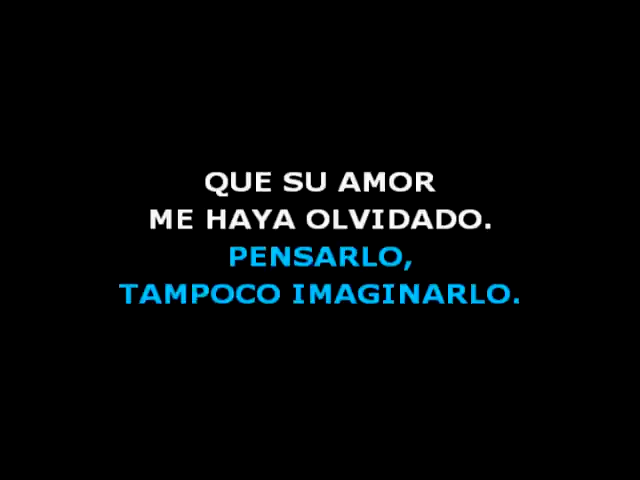 QUE SU AMOR
ME HAYA OLVIDADO.
PENSARLO,
TAMPOCO IMAGINARLO.